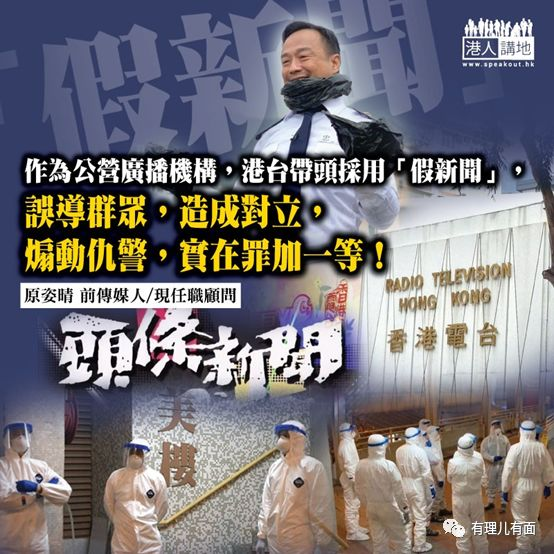 「假新聞」
港人講地
www.speakout.hk
作為公營廣播機構，港台帶頭採用「假新聞」，
誤導群眾，造成對立，
煽動仇警，實在罪加一等！
原姿晴 前傳媒人/現任職顧問
RADIO TELEVISION
HONG KONG
香港電台
頭條新聞
美樓
有理儿有面